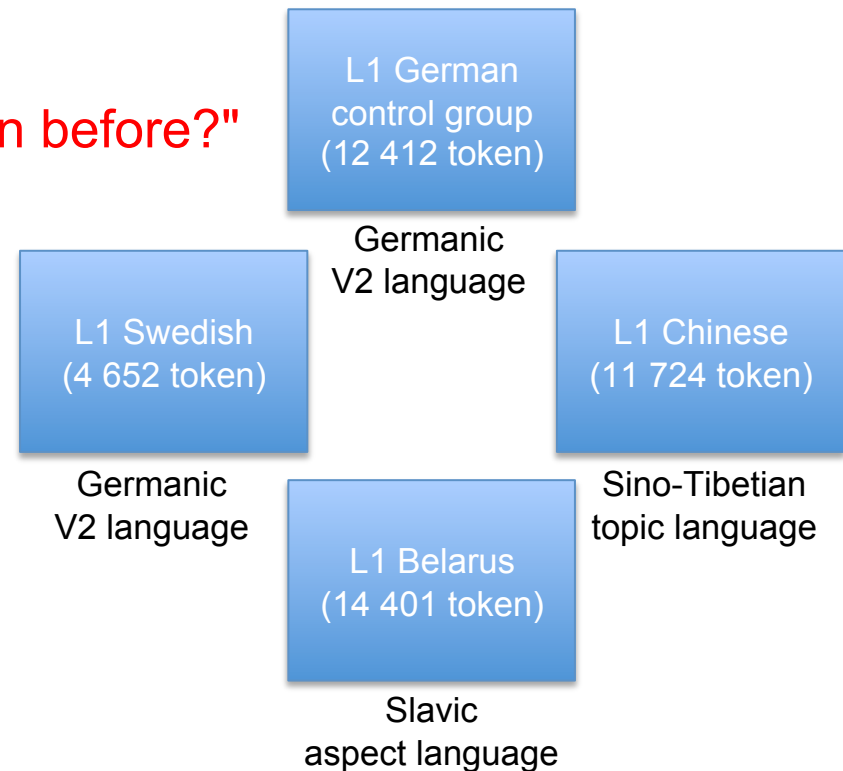 L1 German
control group
(12 412 token)
n before?"
Germanic
V2 language
L1 Swedish
(4 652 token)
L1 Chinese
(11 724 token)
Germanic
V2 language
Sino-Tibetian
topic language
L1 Belarus
(14 401 token)
Slavic
aspect language